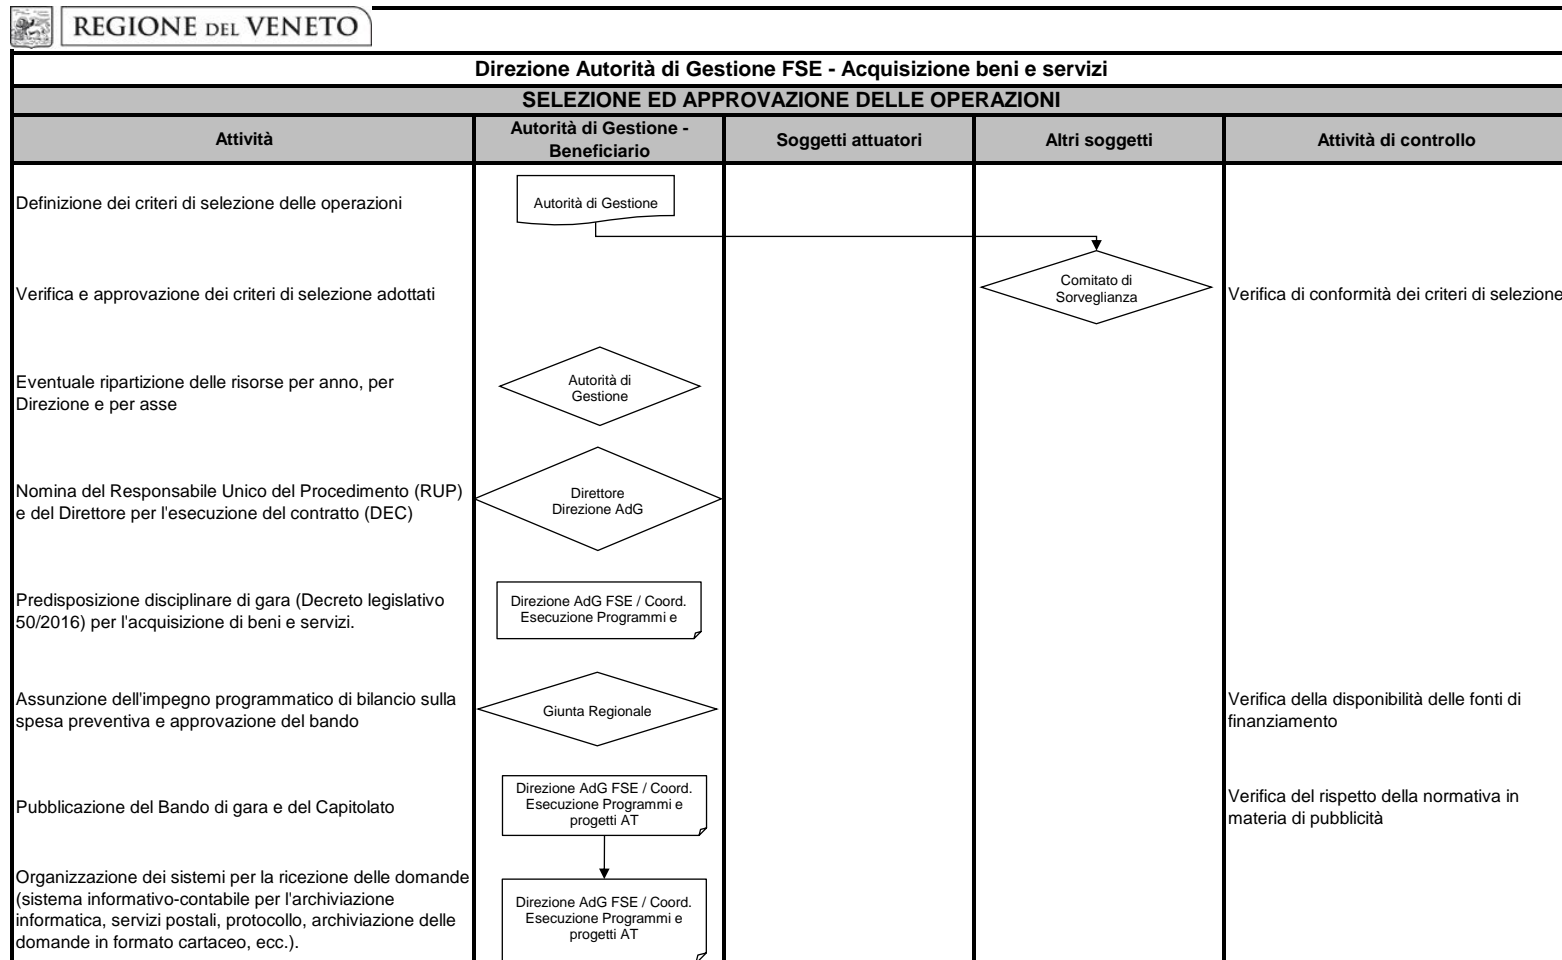 REGIONE DEL VENETO
Direzione Autorità di Gestione FSE - Acquisizione beni e servizi
SELEZIONE ED APPROVAZIONE DELLE OPERAZIONI
Attività
Autorità di Gestione -
Beneficiario
Soggetti attuatori
Altri soggetti
Attività di controllo
Definizione dei criteri di selezione delle operazioni
Autorità di Gestione
Verifica e approvazione dei criteri di selezione adottati
Comitato di
Sorveglianza
Verifica di conformità dei criteri di selezione
Eventuale ripartizione delle risorse per anno, per
Direzione e per asse
Autorità di
Gestione
Nomina del Responsabile Unico del Procedimento (RUP)
e del Direttore per l'esecuzione del contratto (DEC)
Direttore
Direzione AdG
Predisposizione disciplinare di gara (Decreto legislativo
50/2016) per l'acquisizione di beni e servizi.
Direzione AdG FSE / Coord.
Esecuzione Programmi e
Assunzione dell'impegno programmatico di bilancio sulla
spesa preventiva e approvazione del bando
Giunta Regionale
Verifica della disponibilità delle fonti di
finanziamento
Pubblicazione del Bando di gara e del Capitolato
Direzione AdG FSE / Coord.
Esecuzione Programmi e
progetti AT
Verifica del rispetto della normativa in
materia di pubblicità
Organizzazione dei sistemi per la ricezione delle domande
(sistema informativo-contabile per l'archiviazione
informatica, servizi postali, protocollo, archiviazione delle
domande in formato cartaceo, ecc.).
Direzione AdG FSE / Coord.
Esecuzione Programmi e
progetti AT